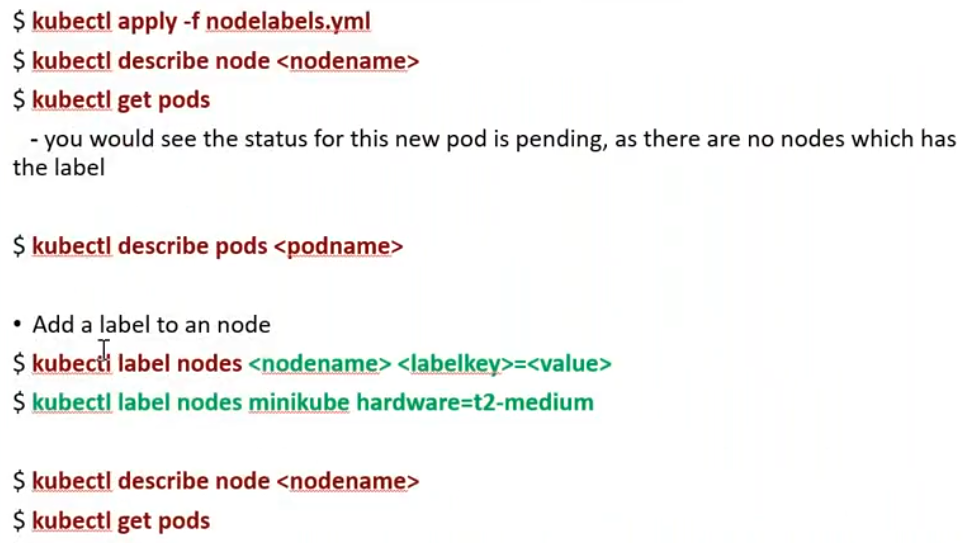 $ kubectl apply -f nodelabels.yml
$ kubectl describe node <nodename>
$ kubectl get pods
- you would see the status for this new pod is pending, as there are no nodes which has
the label
$ kubectl describe pods <podname>
• Add a label to an node
$ kubectl label nodes <nodename> <labelkey>=<value>
$ kubectl label nodes minikube hardware=t2-medium
$ kubectl describe node <nodename>
$ kubectl get pods